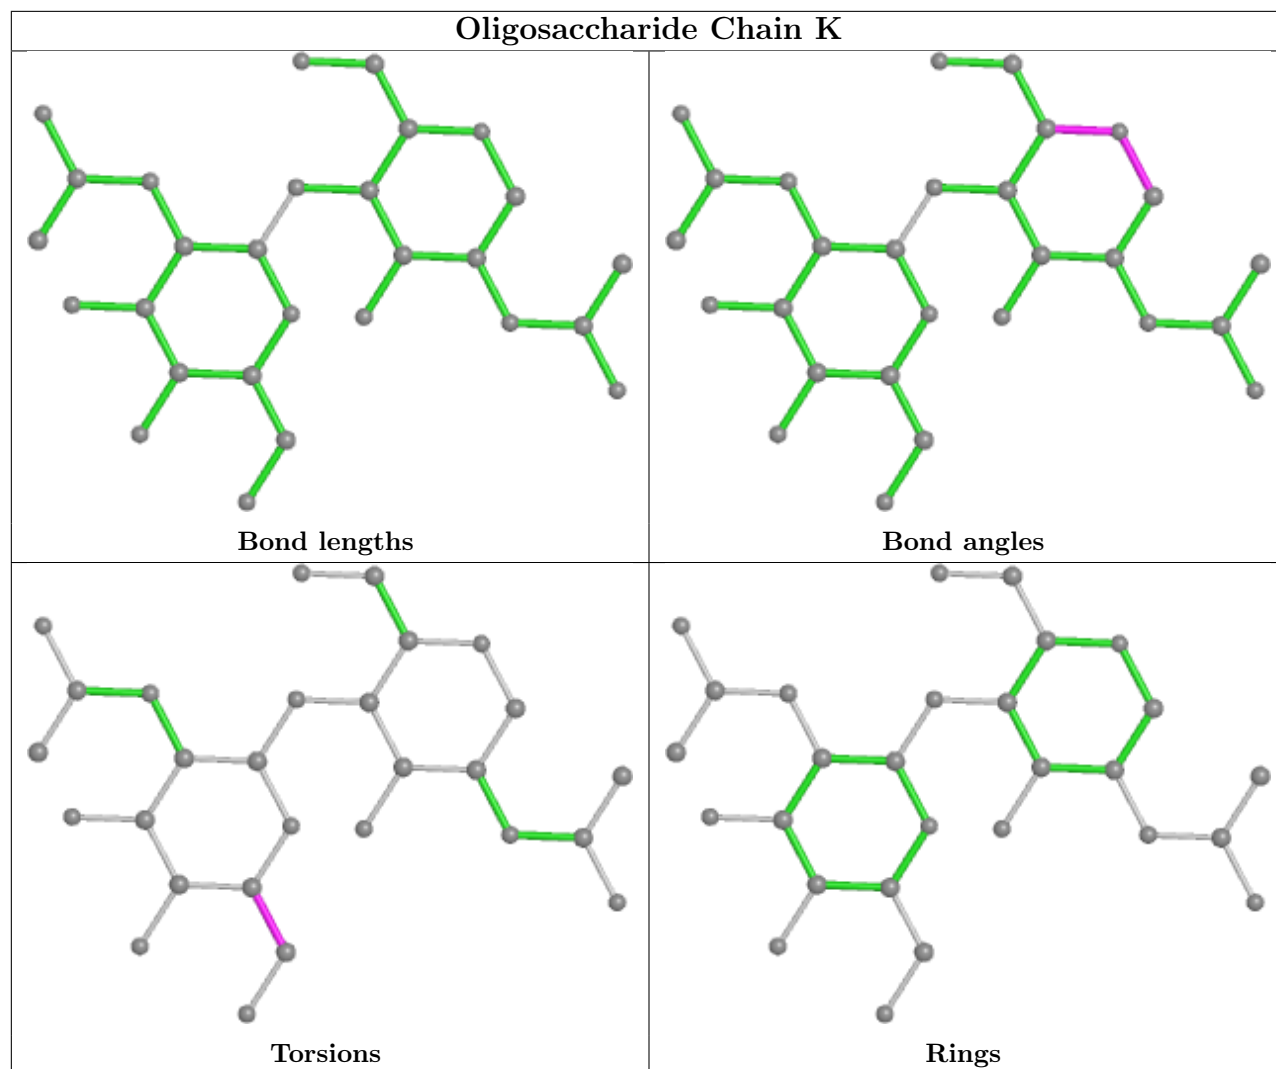 Oligosaccharide Chain K
Bond lengths
Bond angles
Torsions
Rings